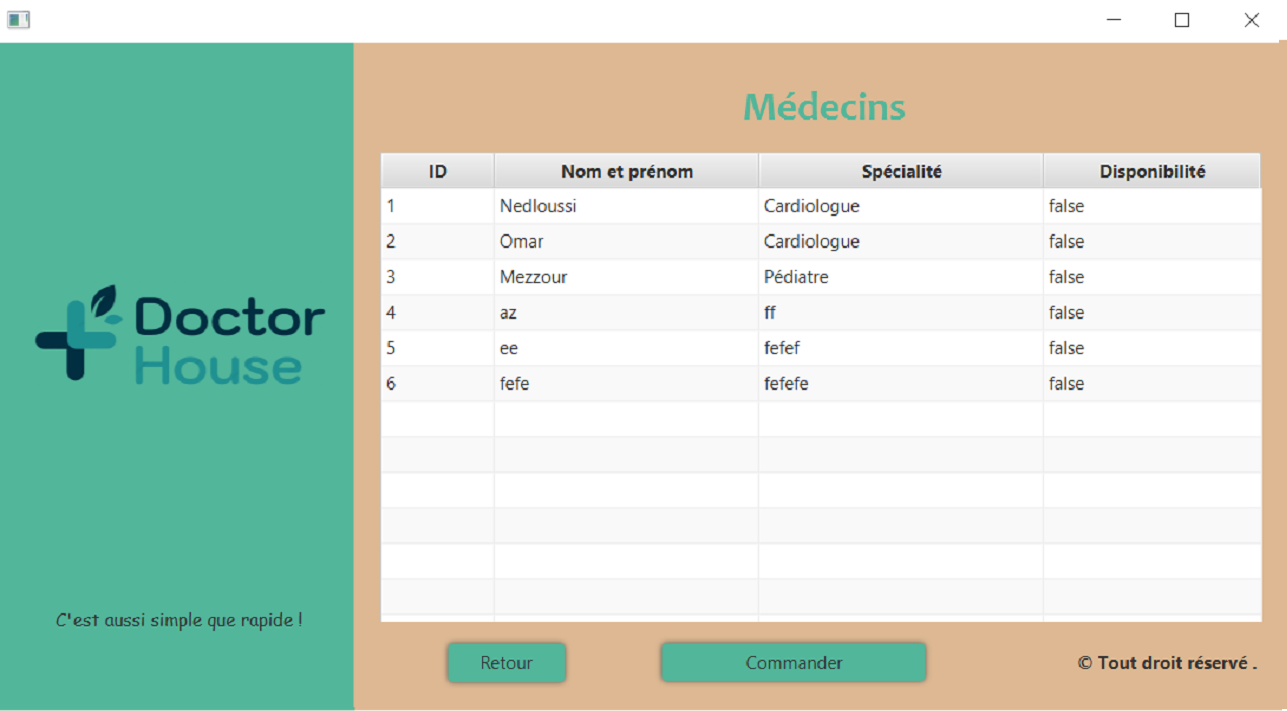 Médecins
ID Nom et prénom Spécialité Disponibilité
1 Nedloussi Cardiologue false
2 Omar Cardiologue false
3 Mezzour Pédiatre false
4 az ff false
5 ee fefef false
6 fefe fefefe false
Doctor
House
C'est aussi simple que rapide !
Retour Commander © Tout droit réservé .